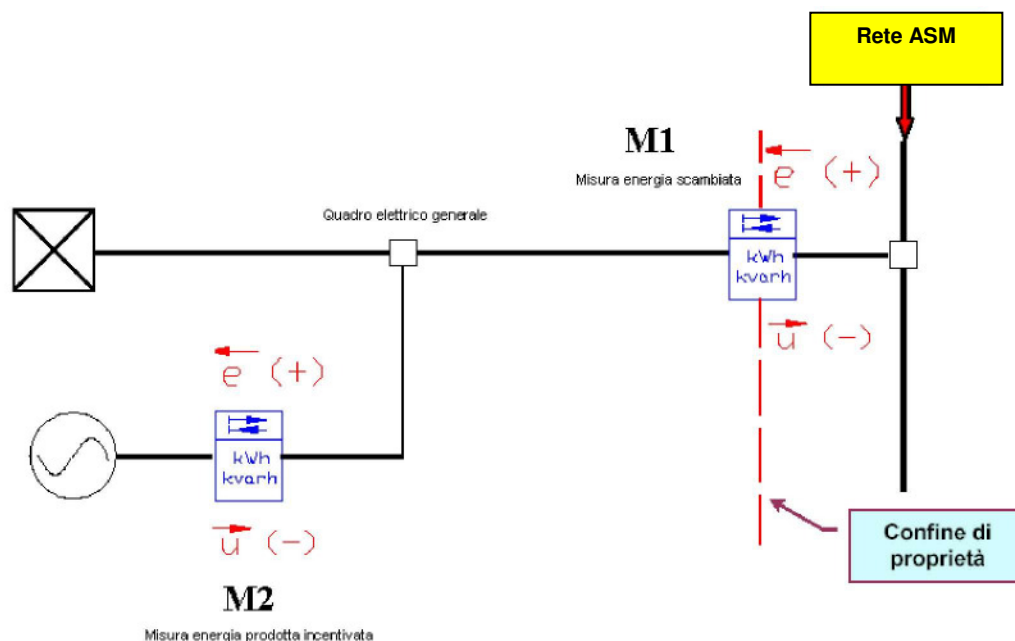 Rete ASM
M1
Misura energia scambiata
e (+)
Quadro elettrico generale
kWh
kvarh
u (-)
e (+)
kWh
kvarh
u (-)
Confine di
proprietà
M2
Misura energia prodotta incentivata